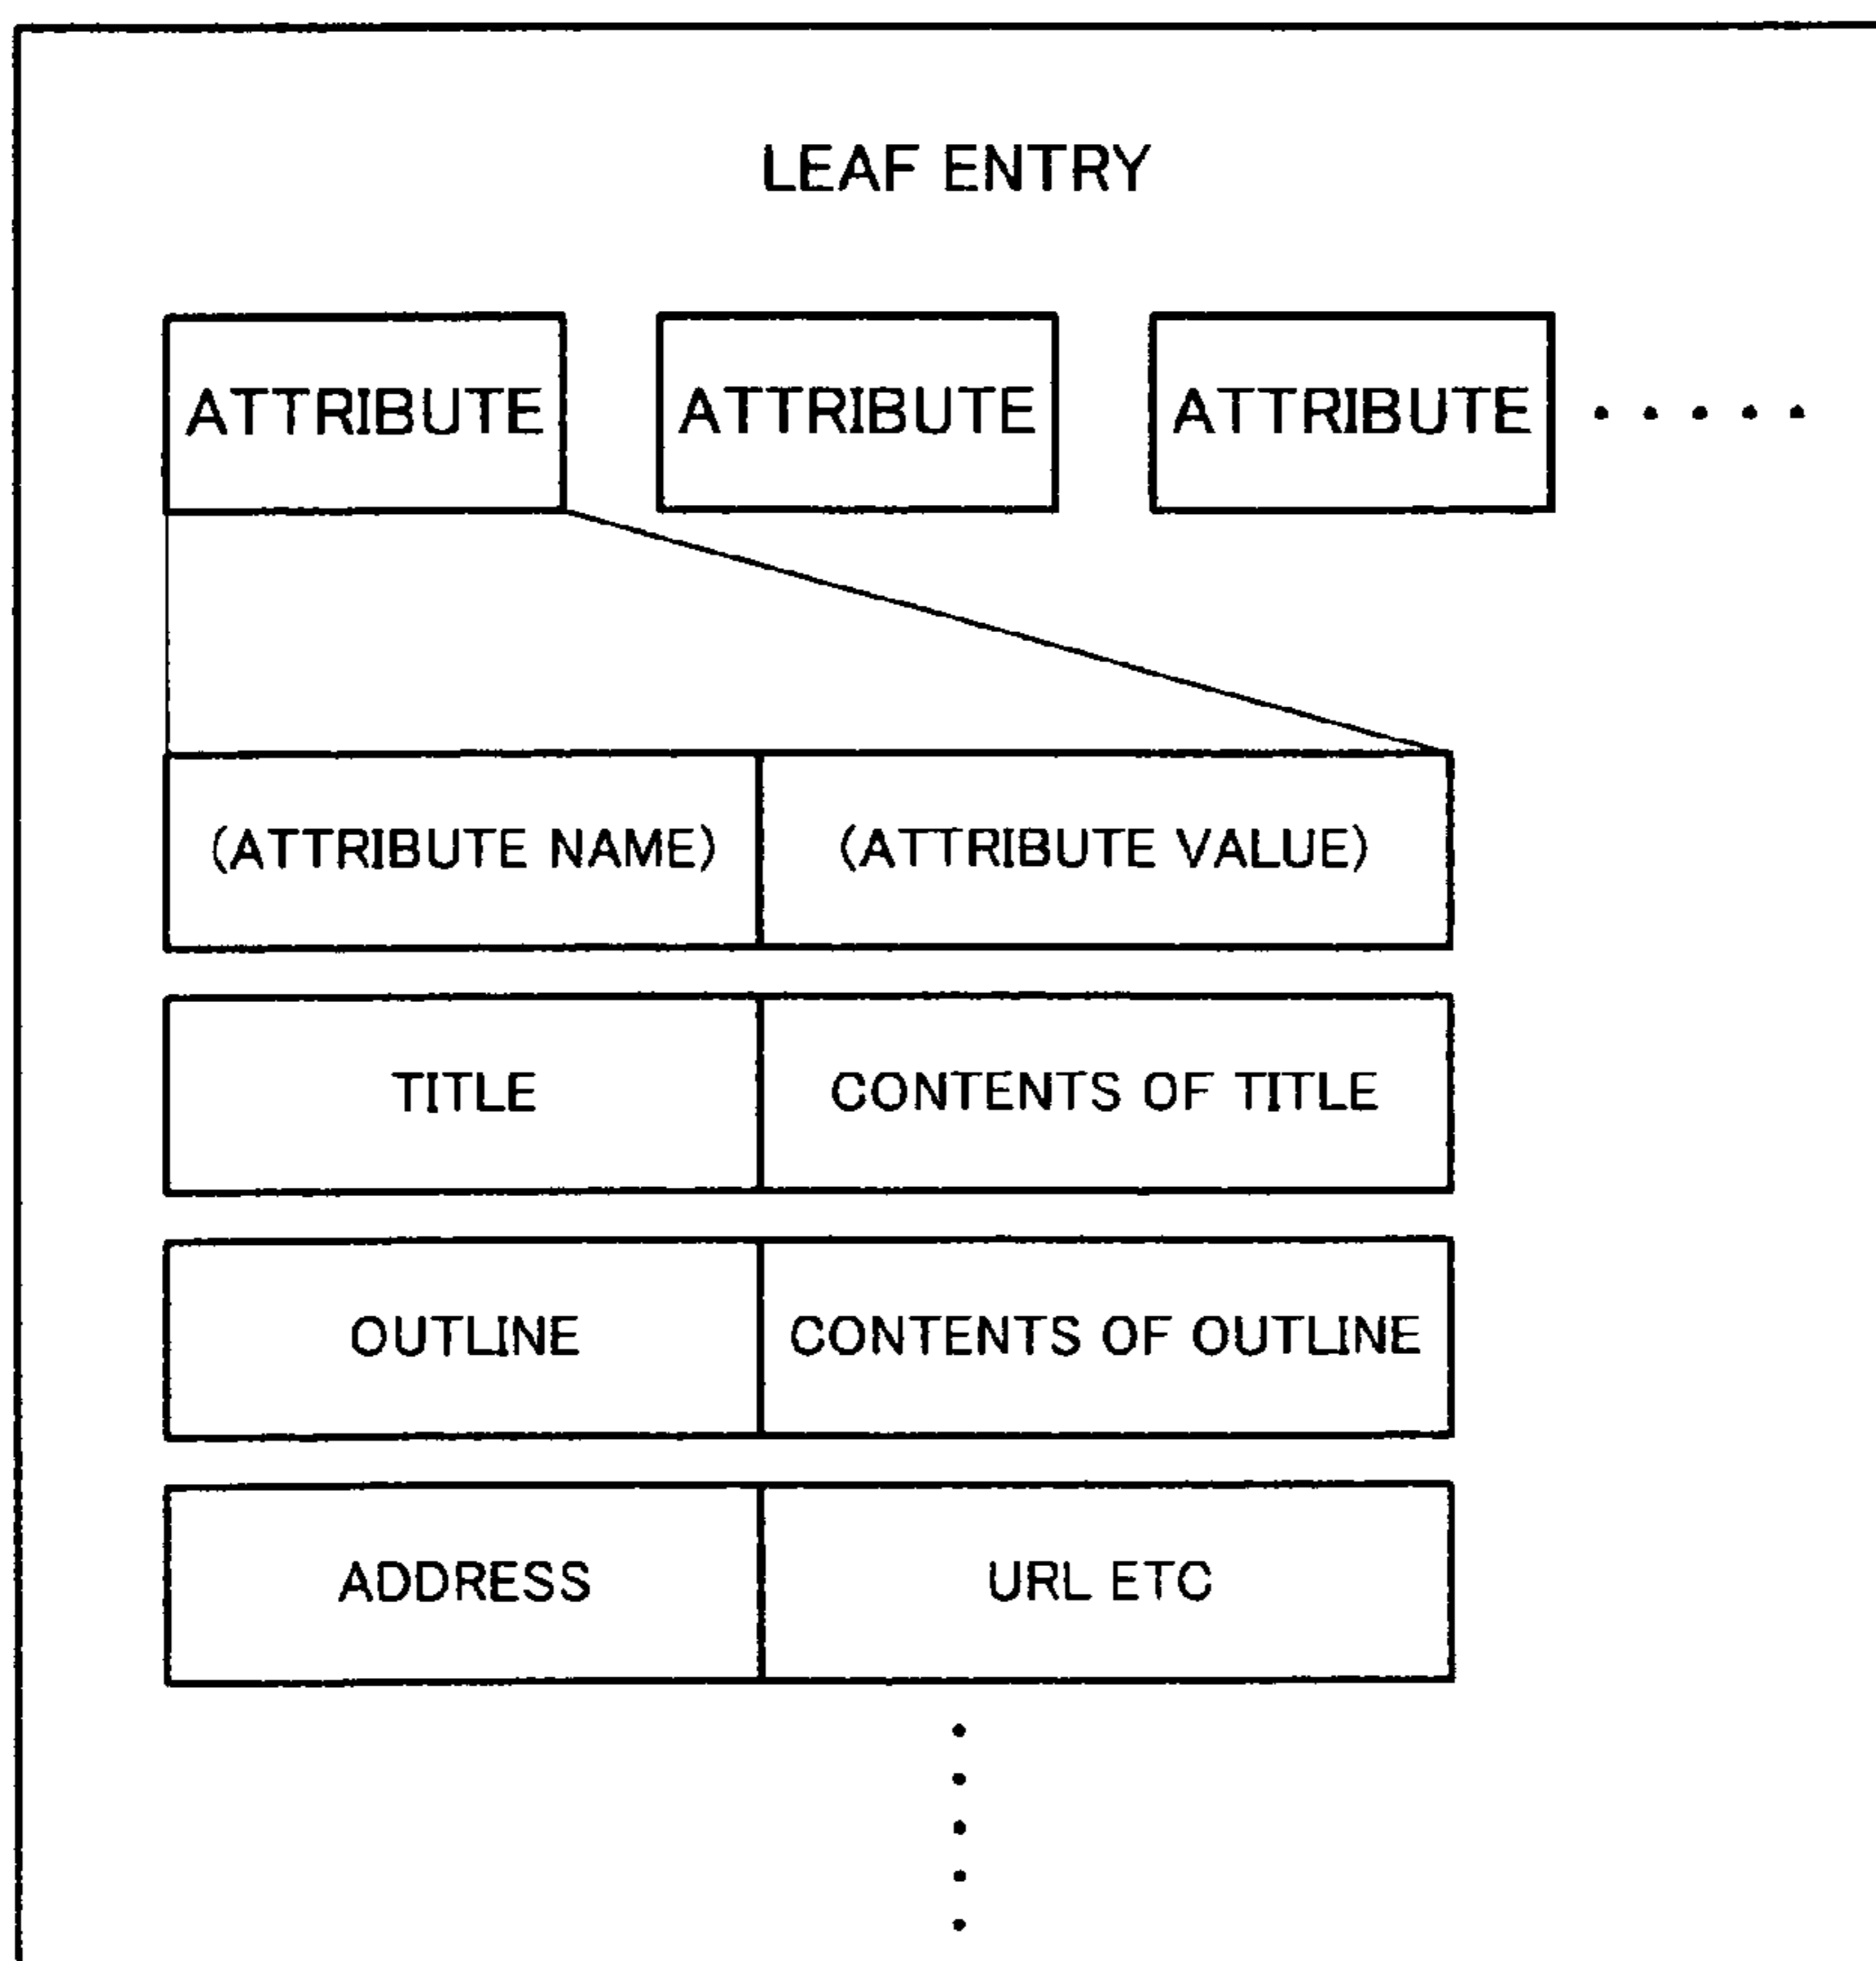 LEAF ENTRY
ATTRIBUTE ATTRIBUTE ATTRIBUTE .....
(ATTRIBUTE NAME) (ATTRIBUTE VALUE)
TITLE CONTENTS OF TITLE
OUTLINE CONTENTS OF OUTLINE
ADDRESS URL ETC